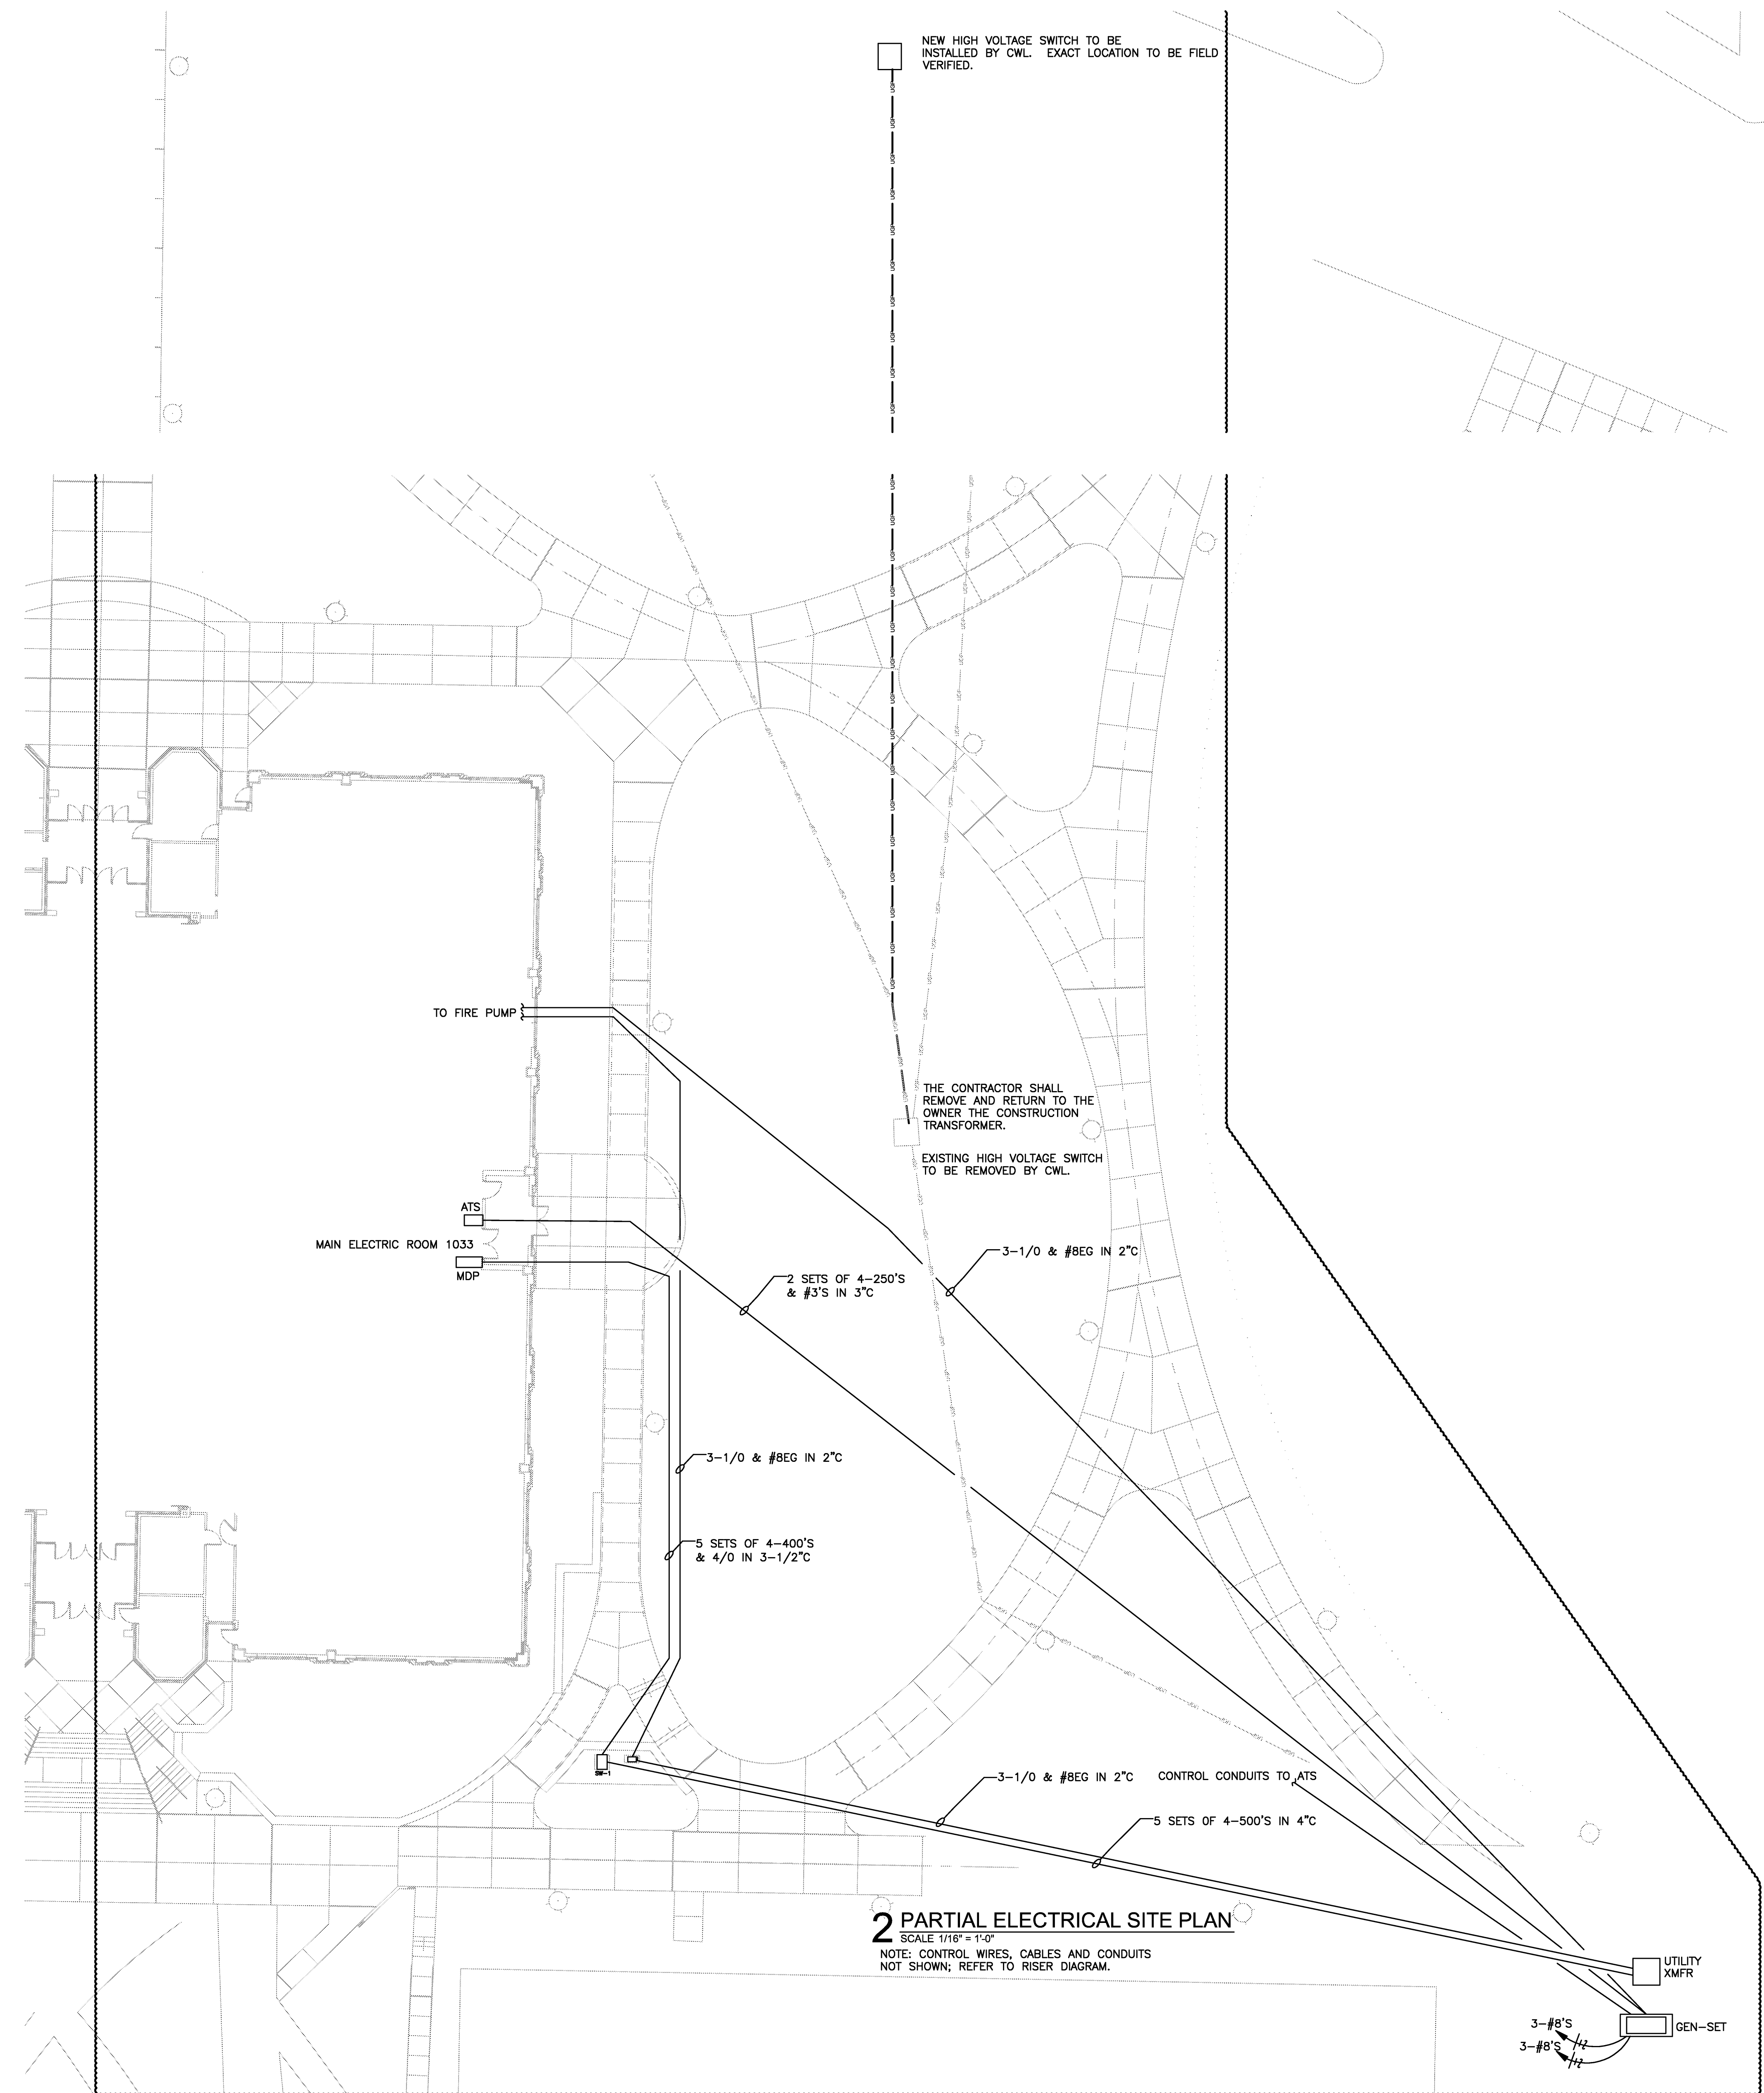 NEW HIGH VOLTAGE SWITCH TO BE
INSTALLED BY CWL. EXACT LOCATION TO BE FIELD
VERIFIED.
TO FIRE PUMP
THE CONTRACTOR SHALL
REMOVE AND RETURN TO THE
OWNER THE CONSTRUCTION
TRANSFORMER.
EXISTING HIGH VOLTAGE SWITCH
TO BE REMOVED BY CWL.
ATS
MAIN ELECTRIC ROOM 1033
MDP
3-1/0 & #8EG IN 2"C
2 SETS OF 4-250'S
& #3'S IN 3"C
3-1/0 & #8EG IN 2"C
5 SETS OF 4-400'S
& 4/0 IN 3-1/2"C
SW-1
3-1/0 & #8EG IN 2"C
CONTROL CONDUITS TO ATS
5 SETS OF 4-500'S IN 4"C
2 PARTIAL ELECTRICAL SITE PLAN
SCALE 1/16" = 1'-0"
NOTE: CONTROL WIRES, CABLES AND CONDUITS
NOT SHOWN; REFER TO RISER DIAGRAM.
UTILITY
XMFR
GEN-SET
3-#8'S
3-#8'S